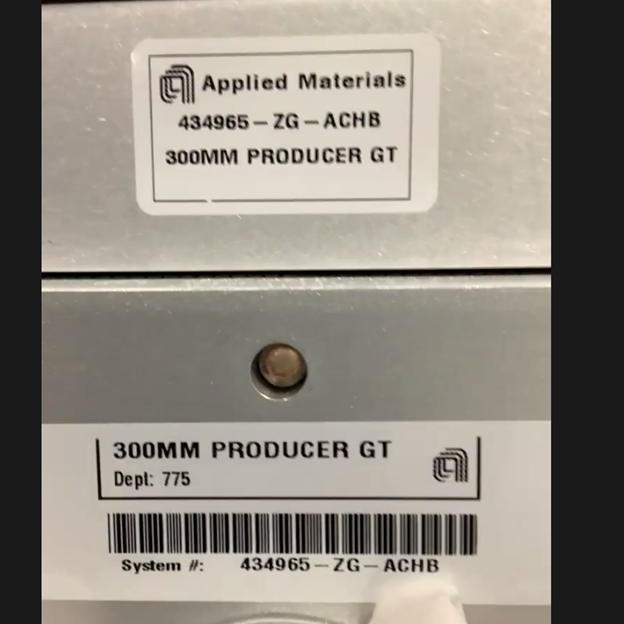 Applied Materials
434965-ZG-ACHB
300MM PRODUCER GT
300MM PRODUCER GT
Dept: 775
System #: 434965-ZG-ACHB